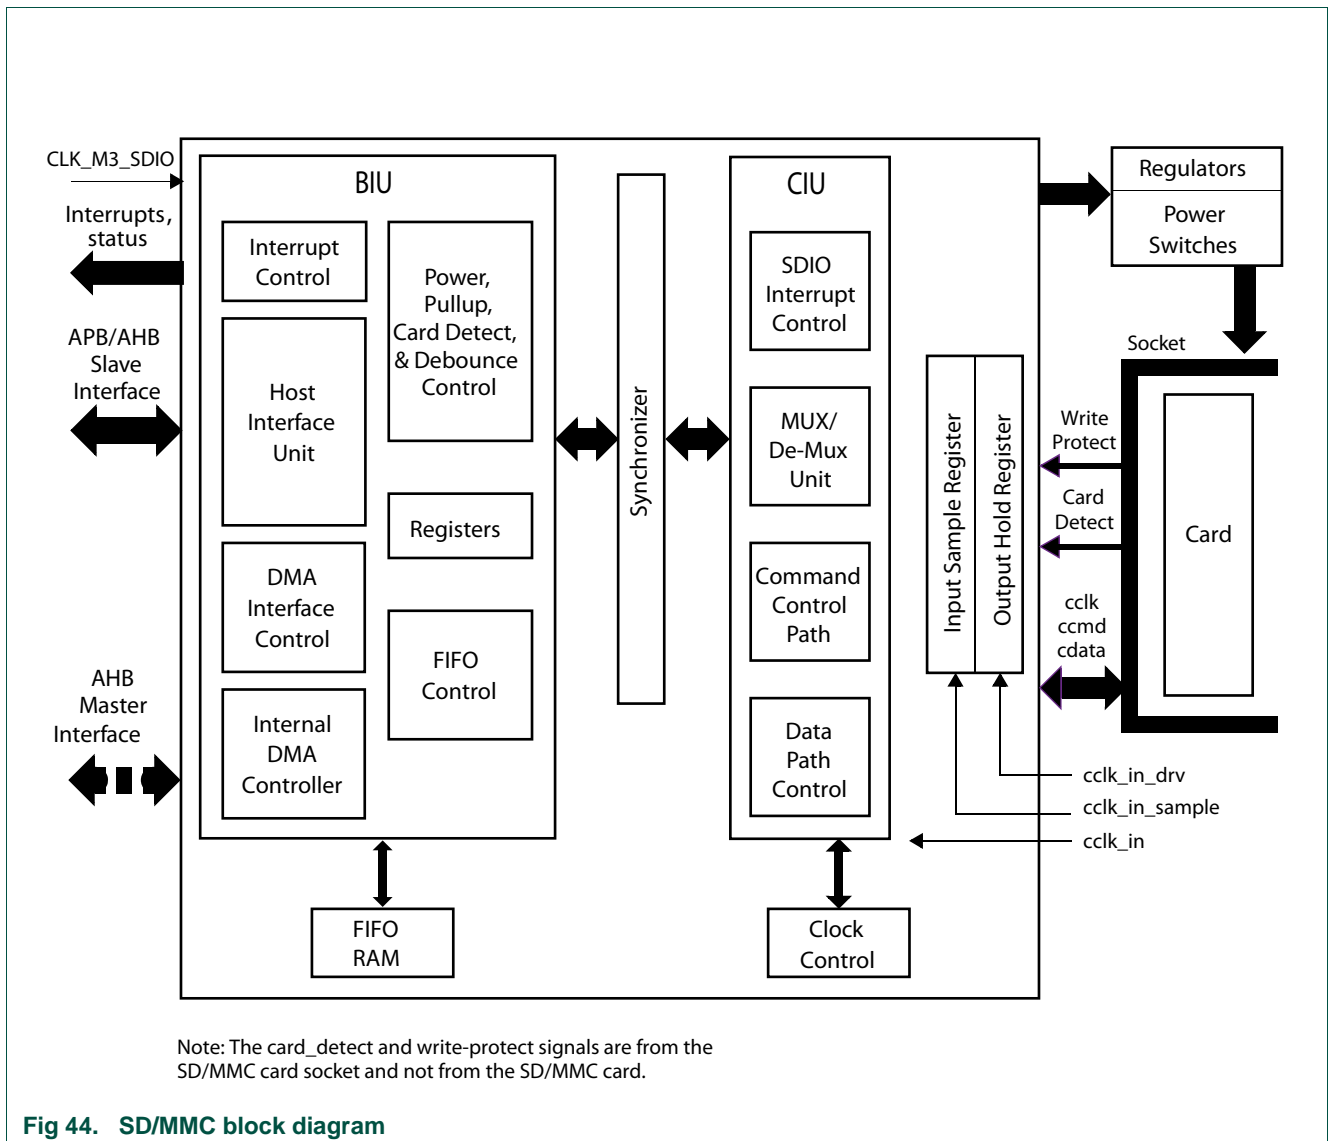 CLK_M3_SDIO
Interrupts,
status
APB/AHB
Slave
Interface
AHB
Master
Interface
BIU
Interrupt
Control
Host
Interface
Unit
DMA
Interface
Control
Internal
DMA
Controller
Power,
Pullup,
Card Detect,
& Debounce
Control
Registers
FIFO
Control
FIFO
RAM
Synchronizer
CIU
SDIO
Interrupt
Control
MUX/
De-Mux
Unit
Command
Control
Path
Data
Path
Control
Clock
Control
Input Sample Register
Output Hold Register
Regulators
Power
Switches
Socket
Write
Protect
Card
Detect
cclk
ccmd
cdata
Card
cclk_in_drv
cclk_in_sample
cclk_in
Note: The card_detect and write-protect signals are from the
SD/MMC card socket and not from the SD/MMC card.
Fig 44. SD/MMC block diagram